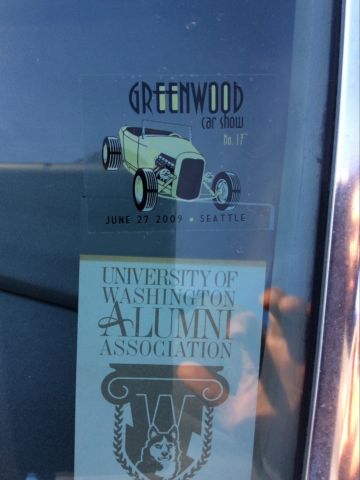 GREENWOOD
car show
No. 17
JUNE 27 2009 • SEATTLE
UNIVERSITY OF
WASHINGTON
ALUMNI
ASSOCIATION
W